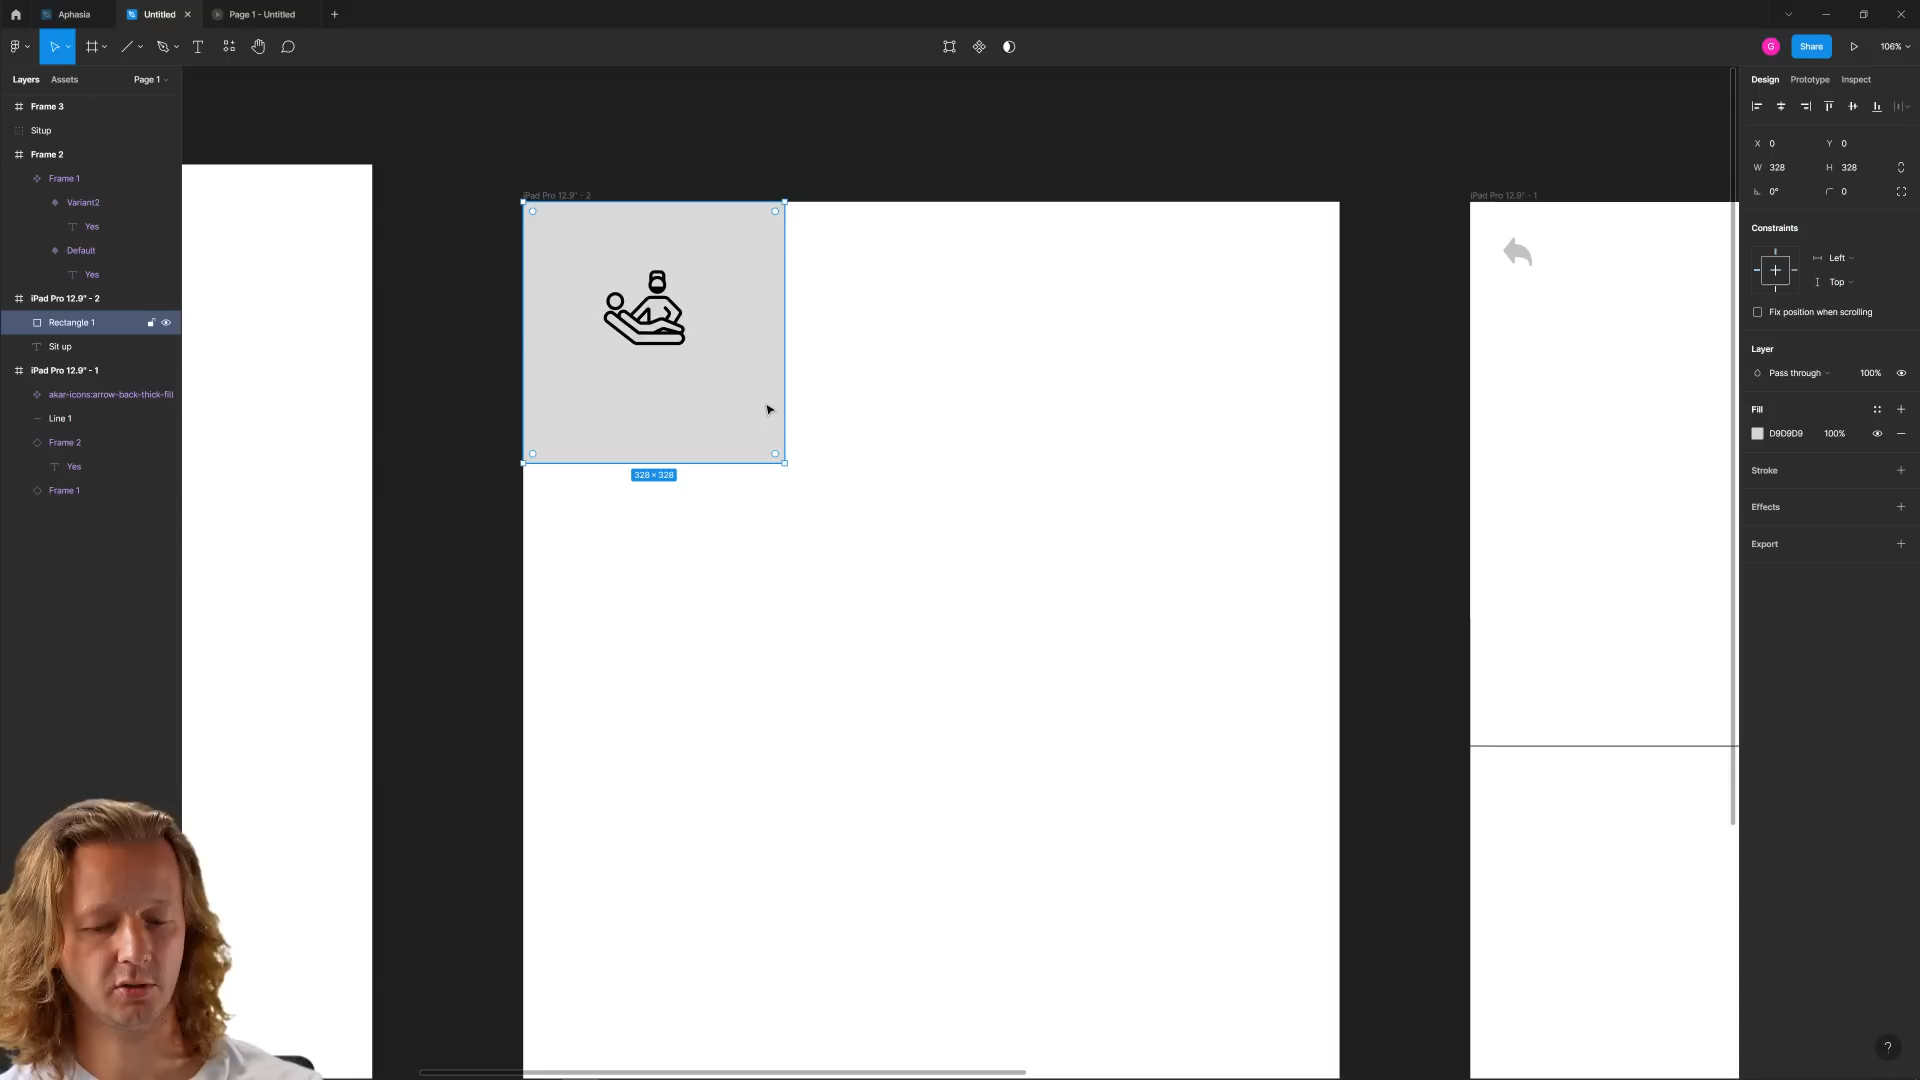 Aphasia
Untitled
Page 1 - Untitled
G
Share
106%
Layers
Assets
Page 1
Design
Prototype
Inspect
Frame 3
Situp
Frame 2
Frame 1
Variant2
Yes
Default
Yes
iPad Pro 12.9" - 2
Rectangle 1
Sit up
iPad Pro 12.9" - 1
akar-icons:arrow-back-thick-fill
Line 1
Frame 2
Yes
Frame 1
iPad Pro 12.9" - 2
iPad Pro 12.9" - 1
328 × 328
X 0 Y 0
W 328 H 328
0° 0
Constraints
Left
Top
Fix position when scrolling
Layer
Pass through 100%
Fill
D9D9D9 100%
Stroke
Effects
Export
?